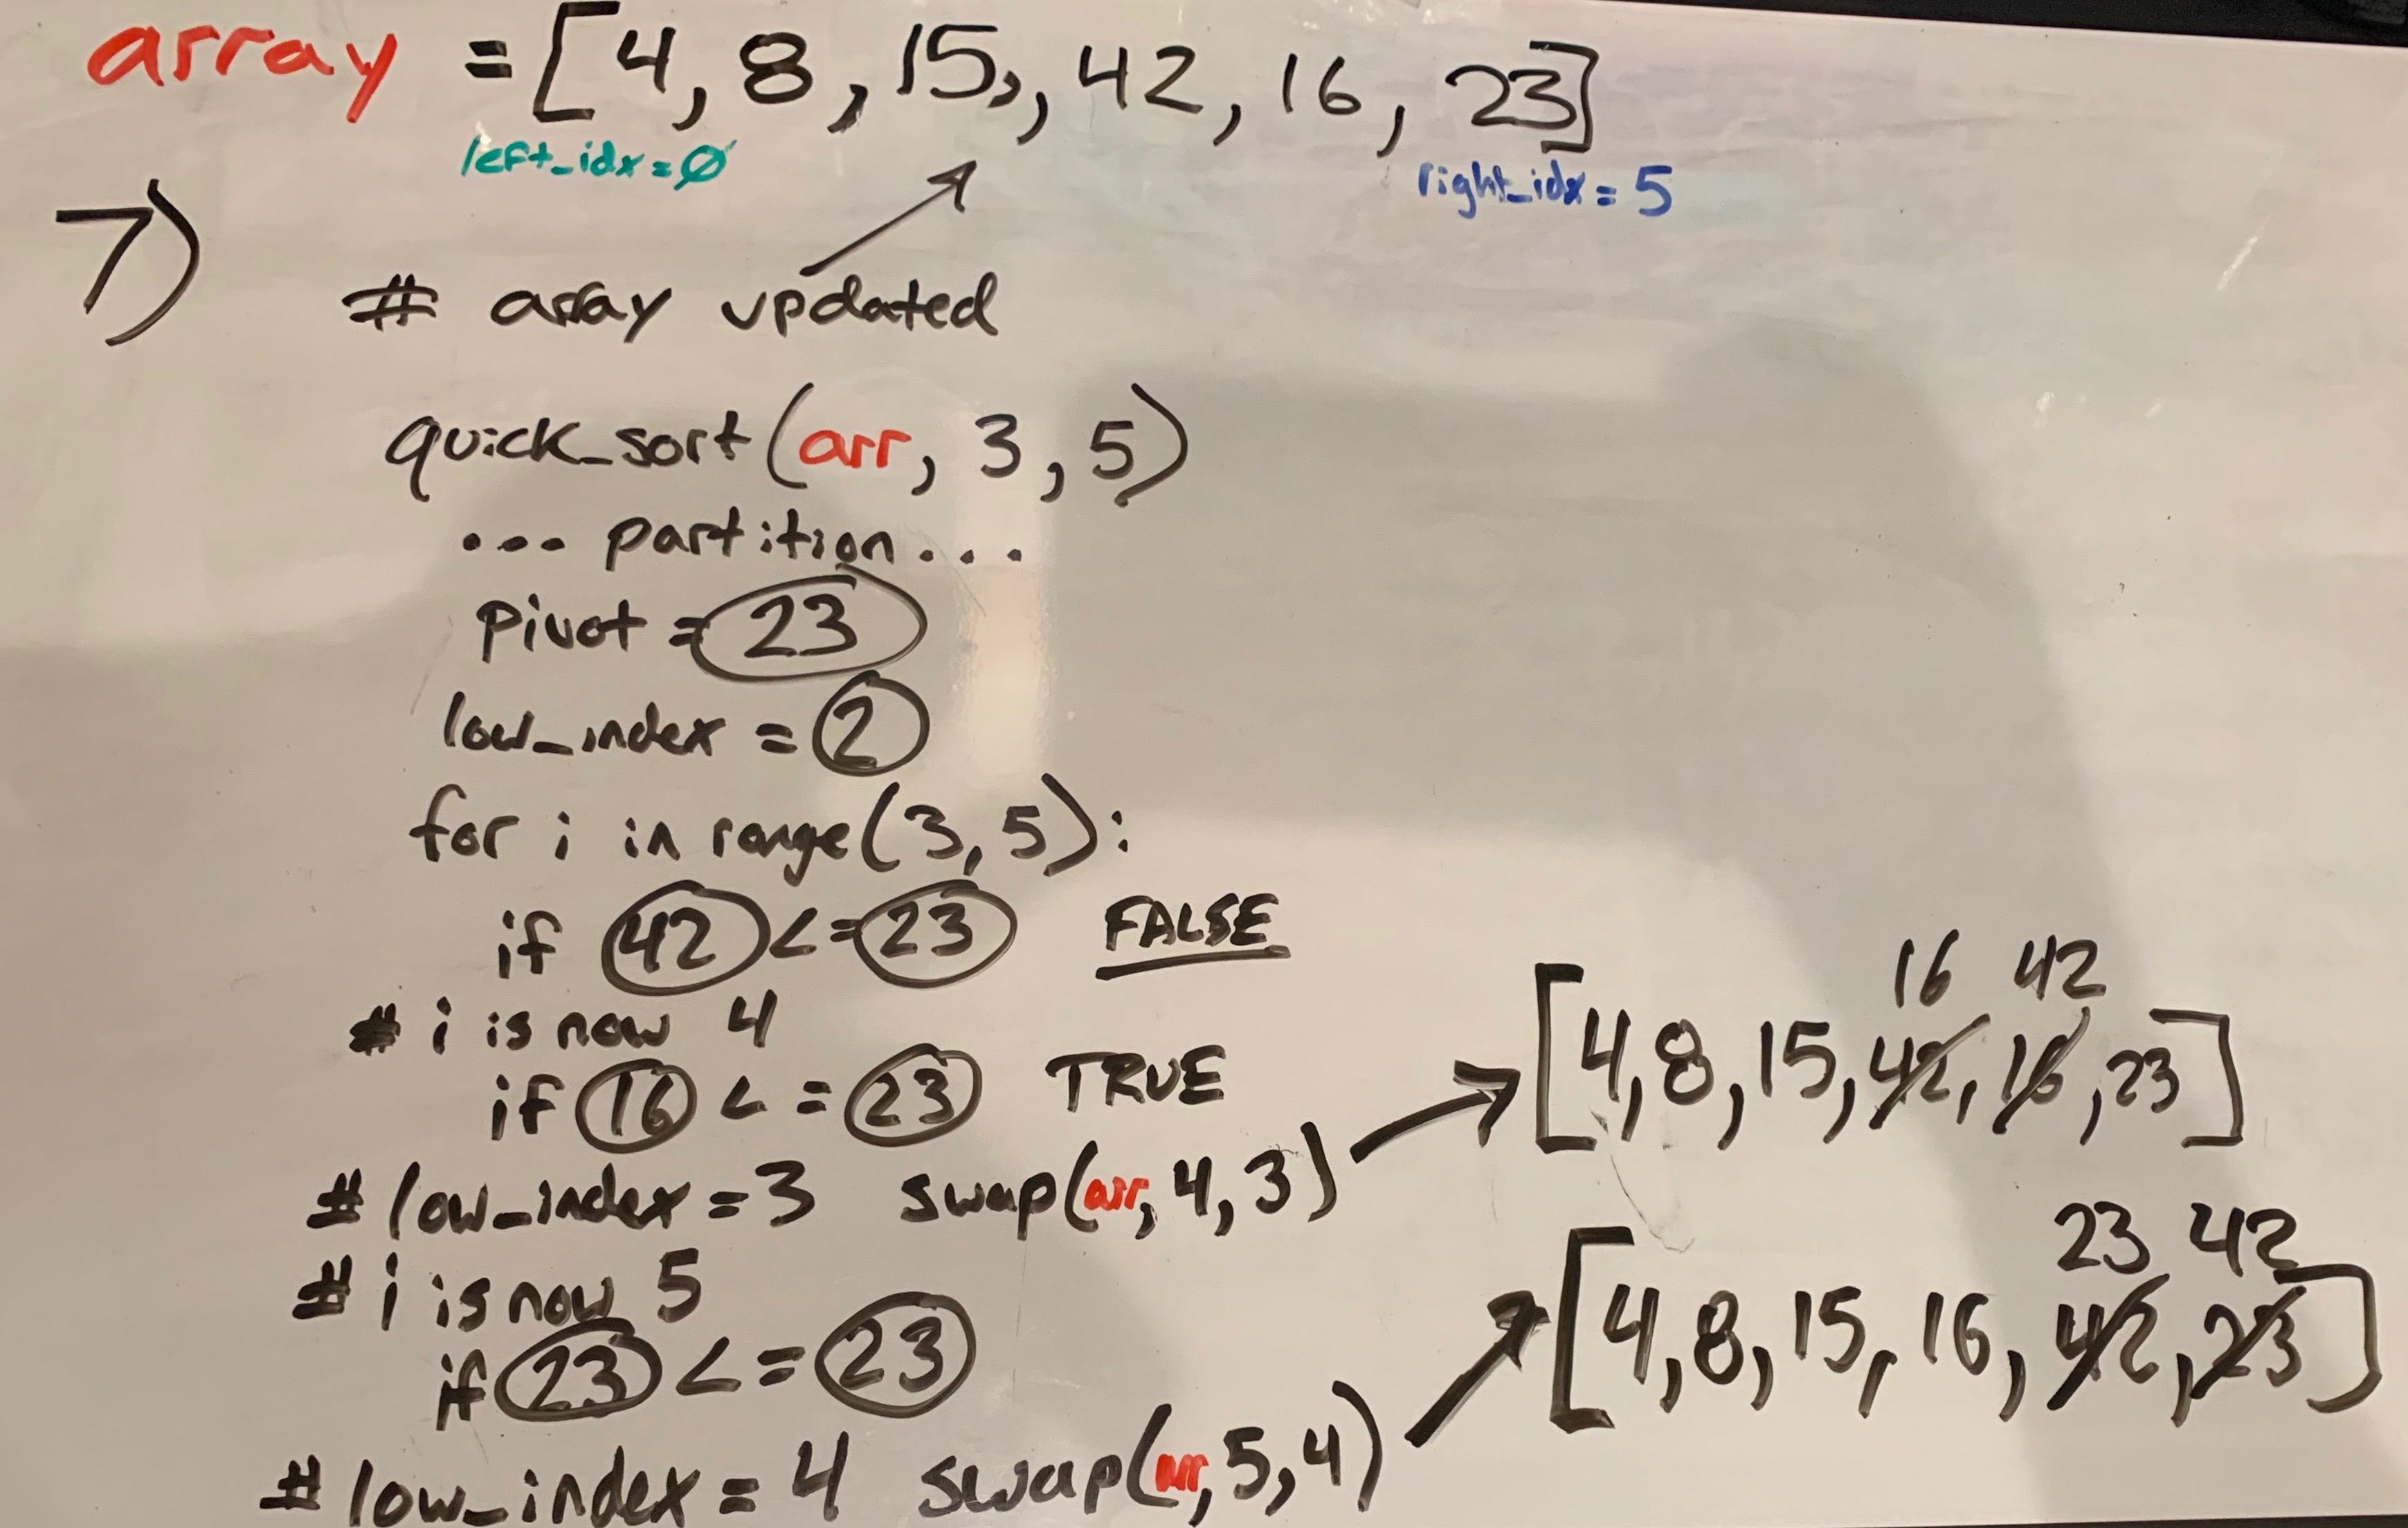 array = [4, 8, 15,, 42, 16, 23]
left_idx = 0
right_idx = 5
7)
# array updated
quick_sort(arr, 3, 5)
... partition ...
pivot = 23
low_index = 2
for i in range(3, 5):
if 42 <= 23 FALSE
# i is now 4
if 16 <= 23 TRUE
# low_index = 3 swap(arr, 4, 3)
16 42
[4, 8, 15, 42, 16, 23]
# i is now 5
if 23 <= 23
# low_index = 4 swap(arr, 5, 4)
23 42
[4, 8, 15, 16, 42, 23]